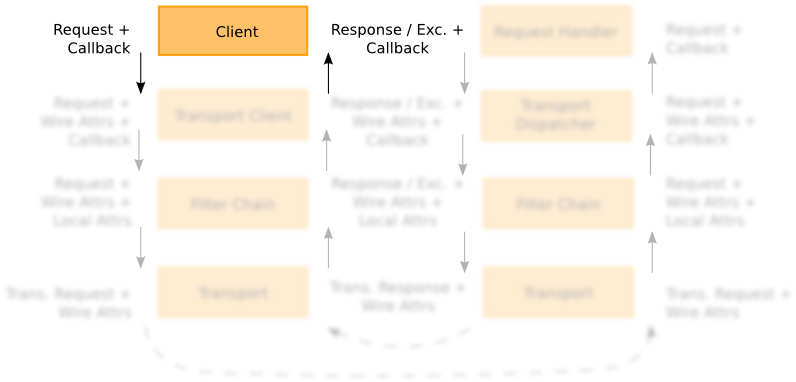 Request +
Callback
Client
Response / Exc. +
Callback
Request Handler
Request +
Callback
Request +
Wire Attrs +
Callback
Transport Client
Response / Exc. +
Wire Attrs +
Callback
Transport
Dispatcher
Request +
Wire Attrs +
Callback
Request +
Wire Attrs +
Local Attrs
Filter Chain
Response / Exc. +
Wire Attrs +
Local Attrs
Filter Chain
Request +
Wire Attrs +
Local Attrs
Trans. Request +
Wire Attrs
Transport
Trans. Response +
Wire Attrs
Transport
Trans. Request +
Wire Attrs